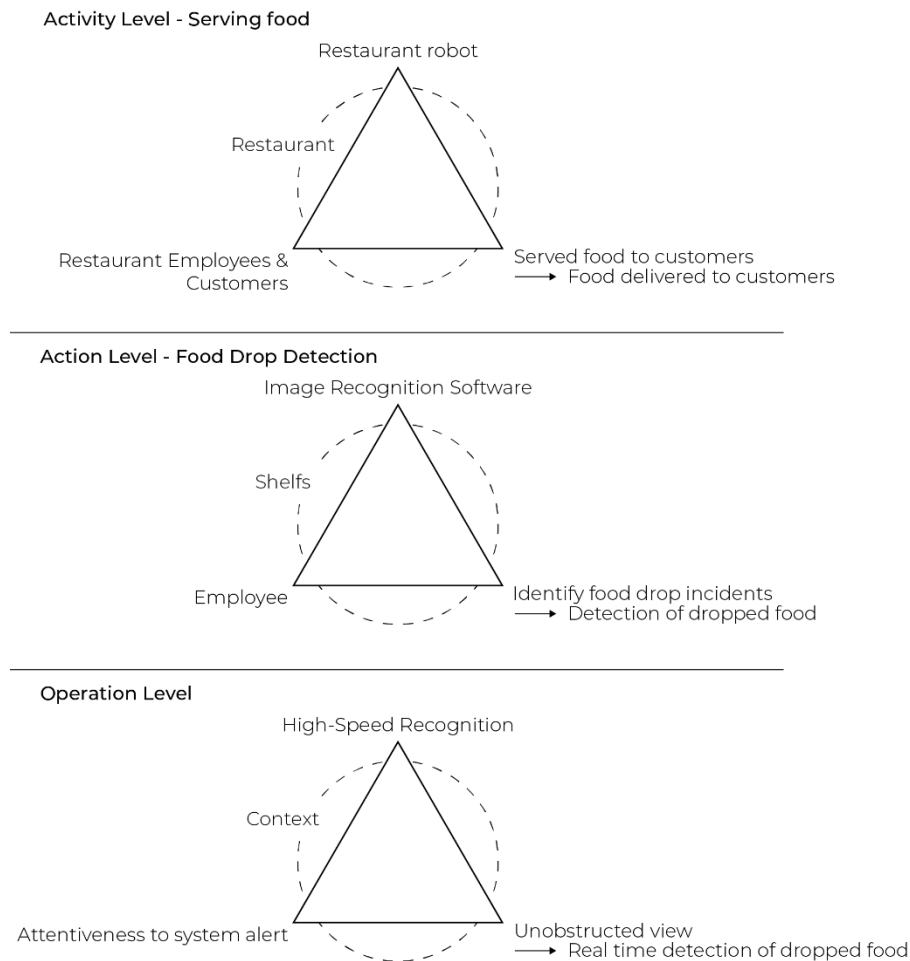 Activity Level - Serving food
Restaurant robot
Restaurant
Restaurant Employees &
Customers
Served food to customers
Food delivered to customers
Action Level - Food Drop Detection
Image Recognition Software
Shelfs
Employee
Identify food drop incidents
Detection of dropped food
Operation Level
High-Speed Recognition
Context
Attentiveness to system alert
Unobstructed view
Real time detection of dropped food